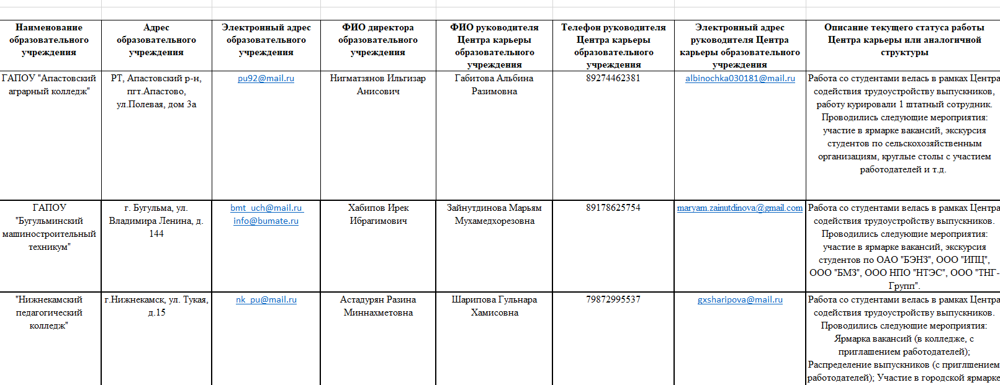 Наименование
образовательного
учреждения
Адрес
образовательного
учреждения
Электронный адрес
образовательного
учреждения
ФИО директора
образовательного
учреждения
ФИО руководителя
Центра карьеры
образовательного
учреждения
Телефон руководителя
Центра карьеры
образовательного
учреждения
Электронный адрес
руководителя Центра
карьеры образовательного
учреждения
Описание текущего статуса работы
Центра карьеры или аналогичной
структуры
ГАПОУ "Апастовский
аграрный колледж"
РТ, Апастовский р-н,
пгт.Апастово,
ул.Полевая, дом 3а
pu92@mail.ru
Нигматзянов Ильгизар
Анисович
Габитова Альбина
Разимовна
89274462381
albinochka030181@mail.ru
Работа со студентами велась в рамках Центра
содействия трудоустройству выпускников,
работу курировали 1 штатный сотрудник.
Проводились следующие мероприятия:
участие в ярмарке вакансий, экскурсия
студентов по сельскохозяйственным
организациям, круглые столы с участием
работодателей и т.д.
ГАПОУ
"Бугульминский
машиностроительный
техникум"
г. Бугульма, ул.
Владимира Ленина, д.
144
bmt_uch@mail.ru
info@bumate.ru
Хабипов Ирек
Ибрагимович
Зайнутдинова Марьям
Мухамедхорезовна
89178625754
maryam.zainutdinova@gmail.com
Работа со студентами велась в рамках Центра
содействия трудоустройству выпускников.
Проводились следующие мероприятия:
участие в ярмарке вакансий, экскурсия
студентов по ОАО "БЭНЗ", ООО "ИПЦ",
ООО "БМЗ", ООО НПО "НТЭС", ООО "ТНГ-
Групп".
"Нижнекамский
педагогический
колледж"
г.Нижнекамск, ул. Тукая,
д.15
nk_pu@mail.ru
Астадурян Разина
Миннахметовна
Шарипова Гульнара
Хамисовна
79872995537
gxsharipova@mail.ru
Работа со студентами велась в рамках Центра
содействия трудоустройству выпускников.
Проводились следующие мероприятия:
Ярмарка вакансий (в колледже, с
приглашением работодателей);
Распределение выпускников (с приглшением
работодателей); Участие в городской ярмарке